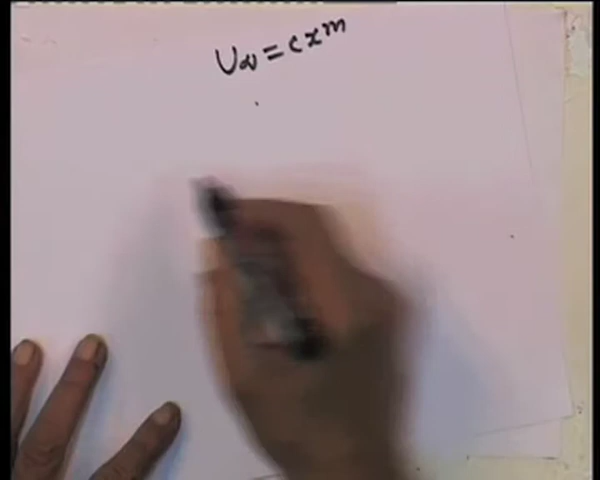 U∞ = cx^m